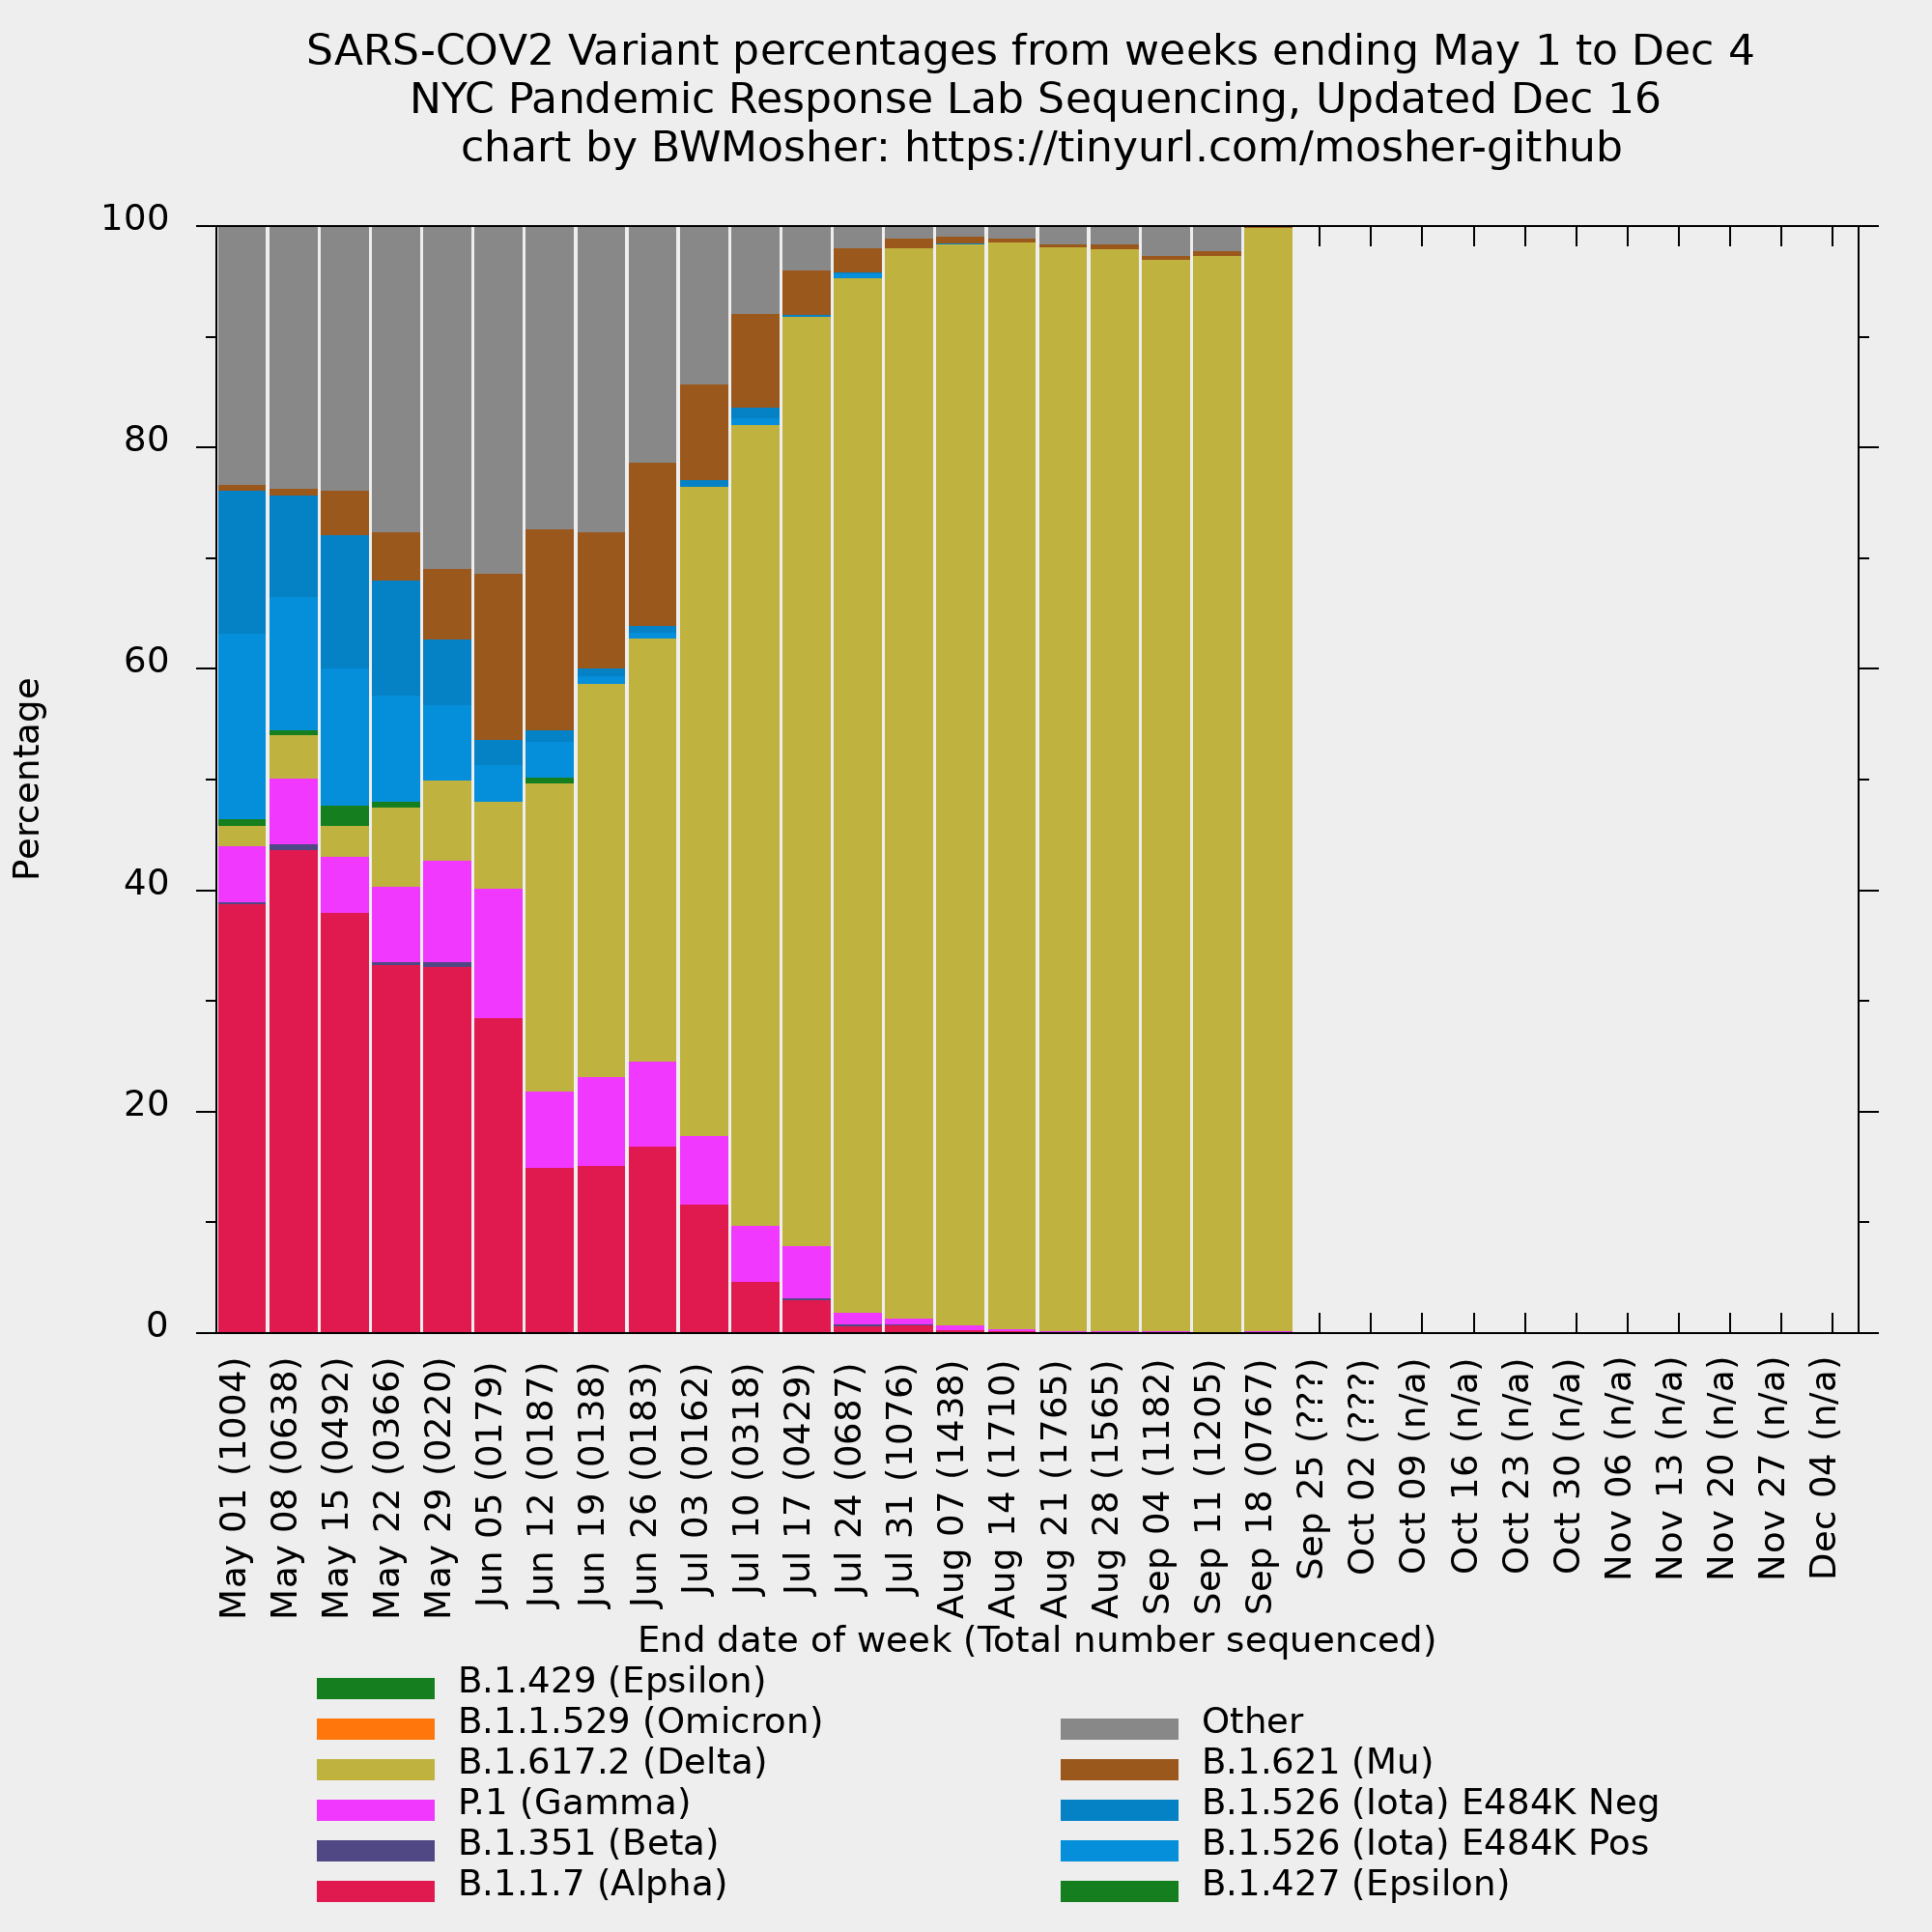 SARS-COV2 Variant percentages from weeks ending May 1 to Dec 4
NYC Pandemic Response Lab Sequencing, Updated Dec 16
chart by BWMosher: https://tinyurl.com/mosher-github
100
80
60
40
20
0
Percentage
May 01 (1004)
May 08 (0638)
May 15 (0492)
May 22 (0366)
May 29 (0220)
Jun 05 (0179)
Jun 12 (0187)
Jun 19 (0138)
Jun 26 (0183)
Jul 03 (0162)
Jul 10 (0318)
Jul 17 (0429)
Jul 24 (0687)
Jul 31 (1076)
Aug 07 (1438)
Aug 14 (1710)
Aug 21 (1765)
Aug 28 (1565)
Sep 04 (1182)
Sep 11 (1205)
Sep 18 (0767)
Sep 25 (???)
Oct 02 (???)
Oct 09 (n/a)
Oct 16 (n/a)
Oct 23 (n/a)
Oct 30 (n/a)
Nov 06 (n/a)
Nov 13 (n/a)
Nov 20 (n/a)
Nov 27 (n/a)
Dec 04 (n/a)
End date of week (Total number sequenced)
B.1.429 (Epsilon)
B.1.1.529 (Omicron)
B.1.617.2 (Delta)
P.1 (Gamma)
B.1.351 (Beta)
B.1.1.7 (Alpha)
Other
B.1.621 (Mu)
B.1.526 (Iota) E484K Neg
B.1.526 (Iota) E484K Pos
B.1.427 (Epsilon)